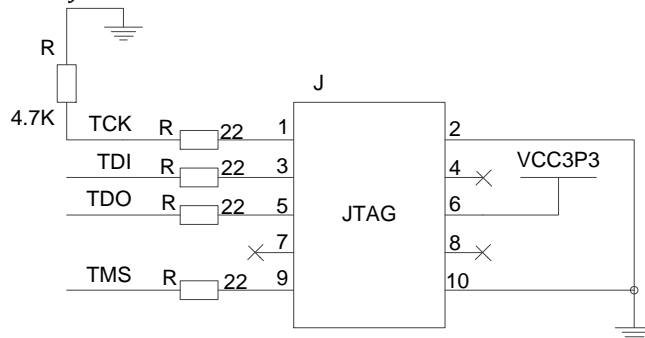 R
J
4.7K TCK R 22 1 2
TDI R 22 3 4 VCC3P3
TDO R 22 5 JTAG 6
7 8
TMS R 22 9 10